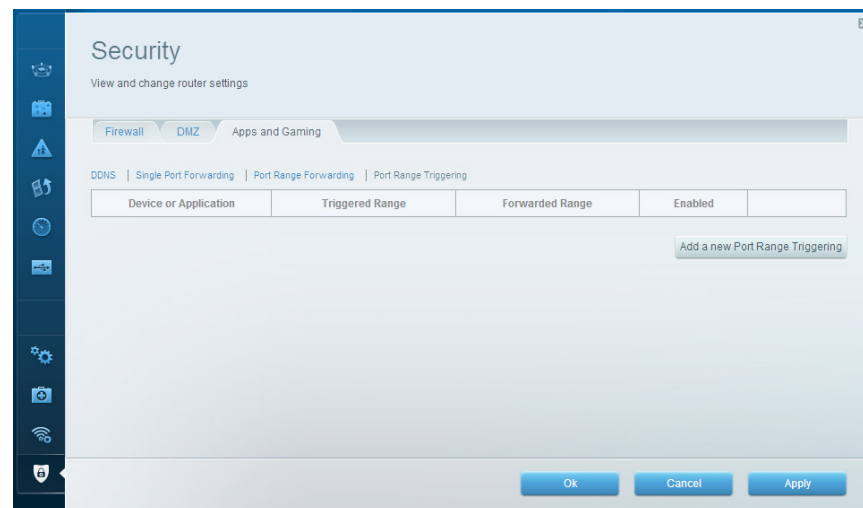 Security
View and change router settings
Firewall DMZ Apps and Gaming
DDNS | Single Port Forwarding | Port Range Forwarding | Port Range Triggering
Device or Application Triggered Range Forwarded Range Enabled
Add a new Port Range Triggering
Ok Cancel Apply